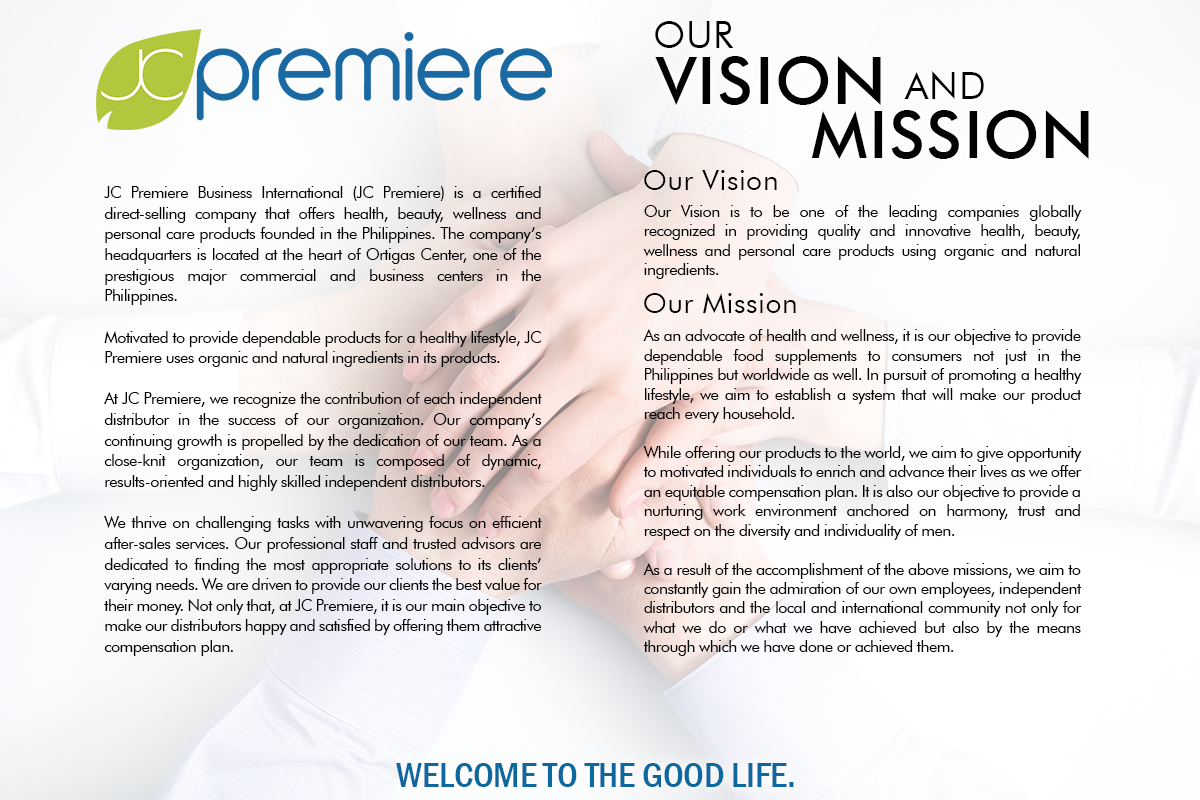 JC premiere
JC Premiere Business International (JC Premiere) is a certified
direct-selling company that offers health, beauty, wellness and
personal care products founded in the Philippines. The company's
headquarters is located at the heart of Ortigas Center, one of the
prestigious major commercial and business centers in the
Philippines.
Motivated to provide dependable products for a healthy lifestyle, JC
Premiere uses organic and natural ingredients in its products.
At JC Premiere, we recognize the contribution of each independent
distributor in the success of our organization. Our company's
continuing growth is propelled by the dedication of our team. As a
close-knit organization, our team is composed of dynamic,
results-oriented and highly skilled independent distributors.
We thrive on challenging tasks with unwavering focus on efficient
after-sales services. Our professional staff and trusted advisors are
dedicated to finding the most appropriate solutions to its clients'
varying needs. We are driven to provide our clients the best value for
their money. Not only that, at JC Premiere, it is our main objective to
make our distributors happy and satisfied by offering them attractive
compensation plan.
OUR
VISION AND
MISSION
Our Vision
Our Vision is to be one of the leading companies globally
recognized in providing quality and innovative health, beauty,
wellness and personal care products using organic and natural
ingredients.
Our Mission
As an advocate of health and wellness, it is our objective to provide
dependable food supplements to consumers not just in the
Philippines but worldwide as well. In pursuit of promoting a healthy
lifestyle, we aim to establish a system that will make our product
reach every household.
While offering our products to the world, we aim to give opportunity
to motivated individuals to enrich and advance their lives as we offer
an equitable compensation plan. It is also our objective to provide a
nurturing work environment anchored on harmony, trust and
respect on the diversity and individuality of men.
As a result of the accomplishment of the above missions, we aim to
constantly gain the admiration of our own employees, independent
distributors and the local and international community not only for
what we do or what we have achieved but also by the means
through which we have done or achieved them.
WELCOME TO THE GOOD LIFE.